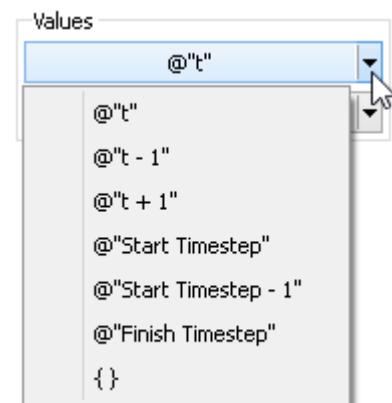 Values
@"t"
@"t"
@"t - 1"
@"t + 1"
@"Start Timestep"
@"Start Timestep - 1"
@"Finish Timestep"
{ }